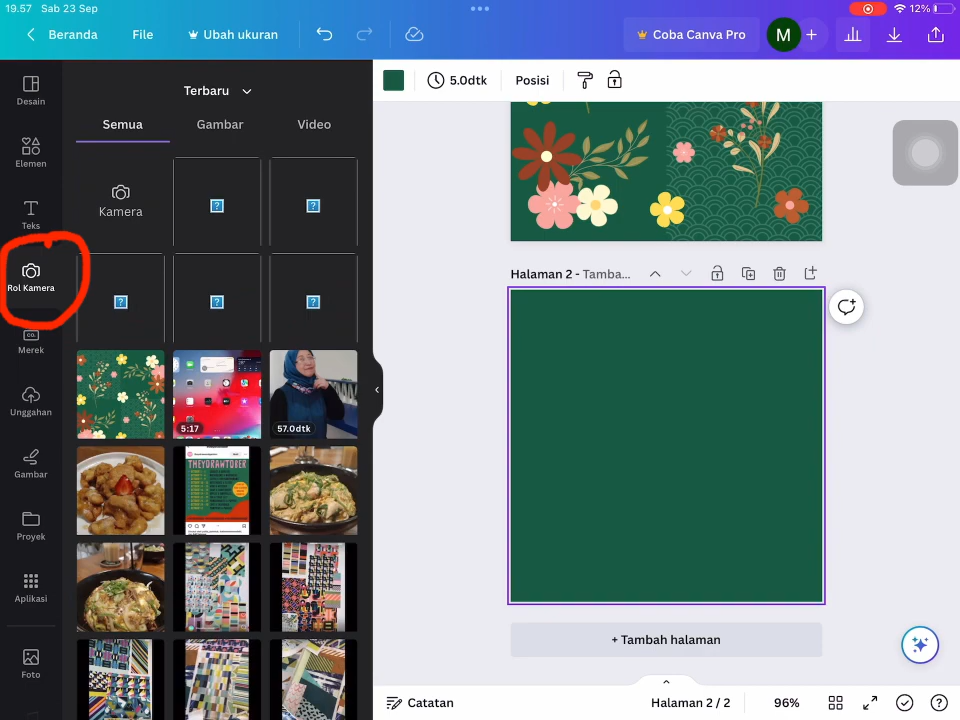 19.57 Sab 23 Sep
12%
Beranda
File
Ubah ukuran
Coba Canva Pro
M
Desain
Elemen
Teks
Rol Kamera
Merek
CO.
Unggahan
Gambar
Proyek
Aplikasi
Foto
Terbaru
Semua
Gambar
Video
Kamera
5:17
57.0dtk
THEYDRAWTOBER
5.0dtk
Posisi
Halaman 2 - Tamba...
+ Tambah halaman
Catatan
Halaman 2 / 2
96%